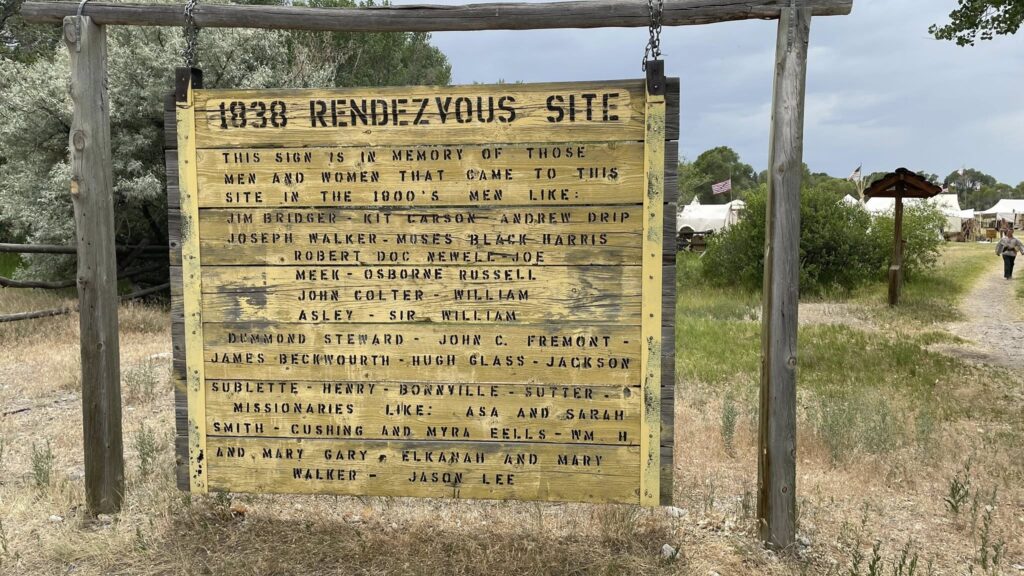 1838 RENDEZVOUS SITE
THIS SIGN IS IN MEMORY OF THOSE
MEN AND WOMEN THAT CAME TO THIS
SITE IN THE 1800'S MEN LIKE:
JIM BRIDGER - KIT CARSON - ANDREW DRIP
JOSEPH WALKER - MOSES BLACK HARRIS
ROBERT DOC NEWELL - JOE
MEEK - OSBORNE RUSSELL
JOHN COLTER - WILLIAM
ASLEY - SIR WILLIAM
DUMMOND STEWARD - JOHN C. FREMONT -
JAMES BECKWOURTH - HUGH GLASS - JACKSON
SUBLETTE - HENRY BONNVILLE - SUTTER -
MISSIONARIES LIKE: ASA AND SARAH
SMITH - CUSHING AND MYRA EELLS - WM. H.
AND MARY GARY - ELKANAH AND MARY
WALKER - JASON LEE